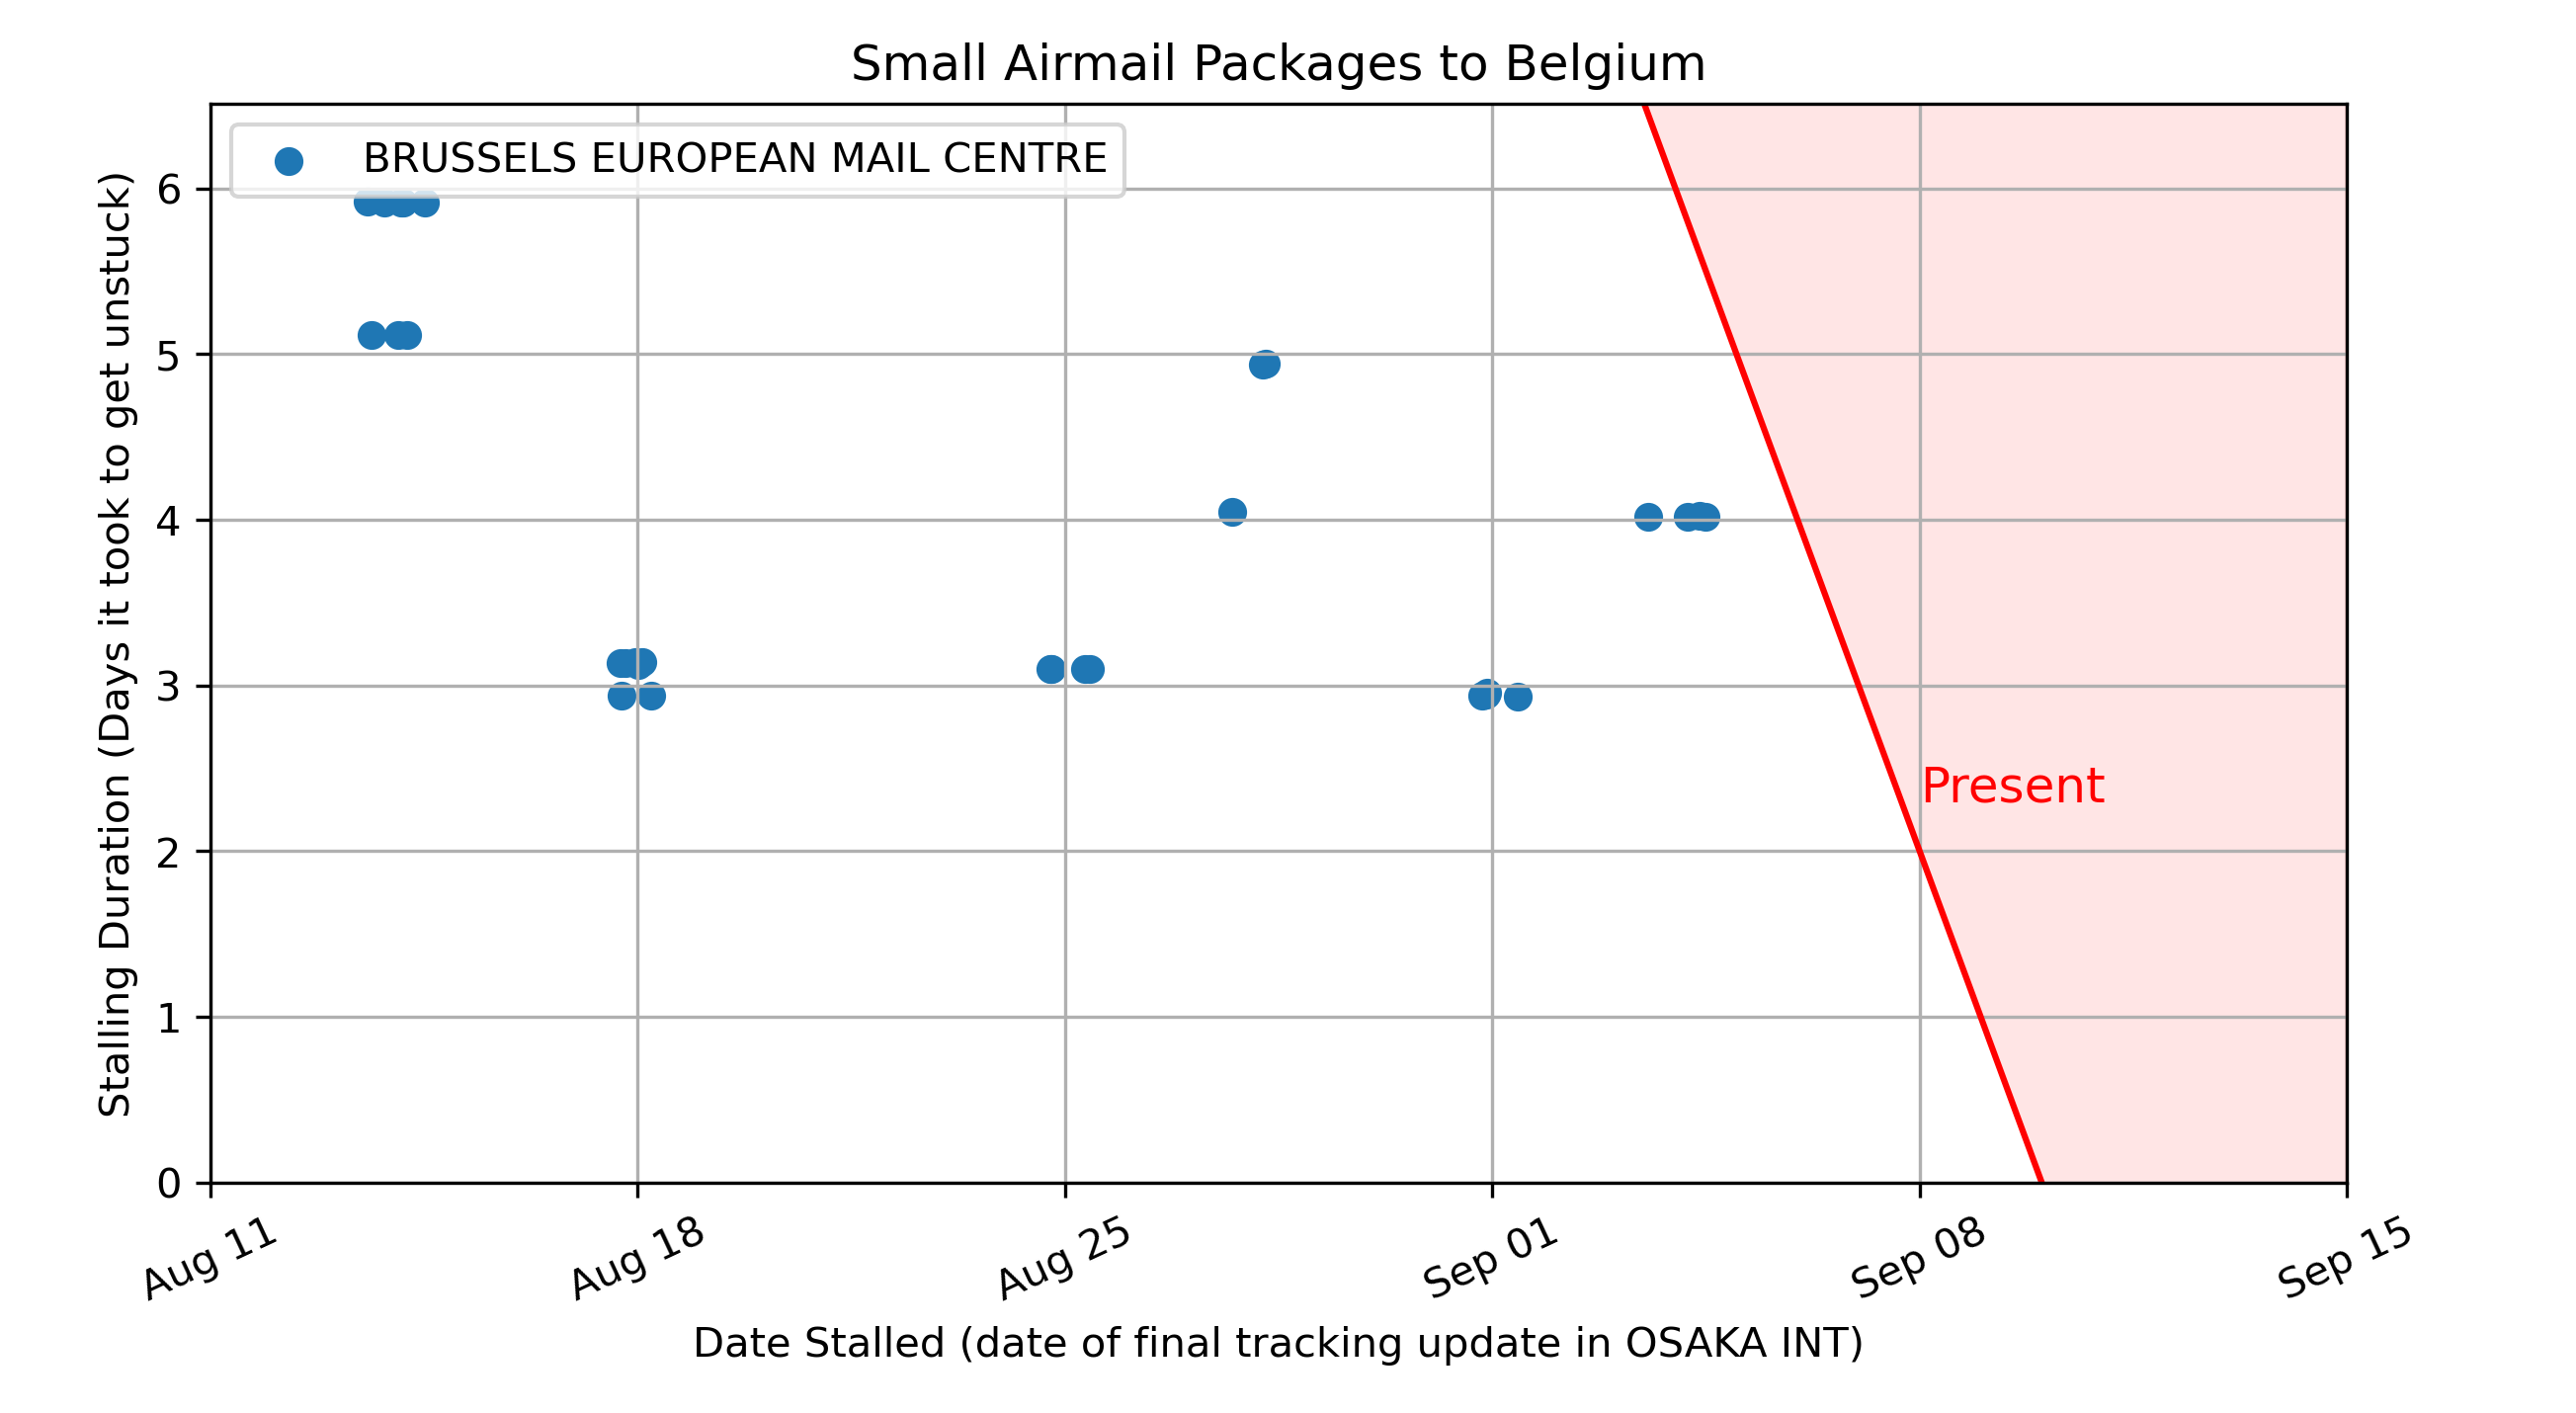 Small Airmail Packages to Belgium
BRUSSELS EUROPEAN MAIL CENTRE
Stalling Duration (Days it took to get unstuck)
6
5
4
3
2
1
0
Present
Aug 11
Aug 18
Aug 25
Sep 01
Sep 08
Sep 15
Date Stalled (date of final tracking update in OSAKA INT)